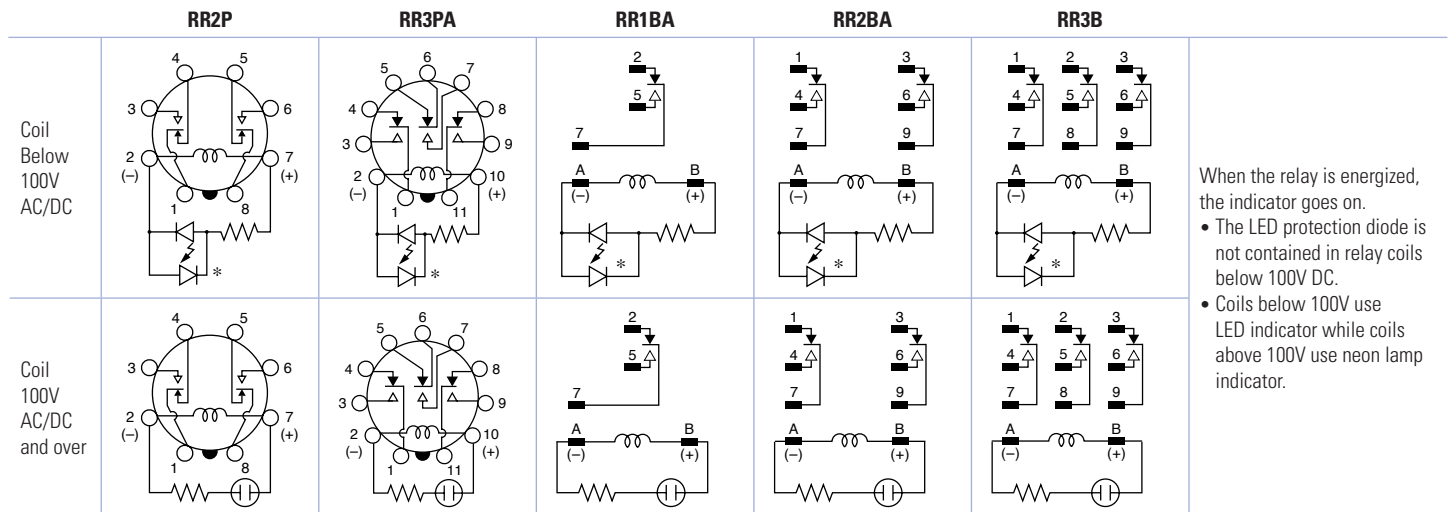 RR2P RR3PA RR1BA RR2BA RR3B
Coil
Below
100V
AC/DC
4 5
3 6
2 7
(–) (+)
1 8
*
6
5 7
4 8
3 9
2 10
(–) (+)
1 11
*
2
5
7
A B
(–) (+)
*
1 3
4 6
7 9
A B
(–) (+)
*
1 2 3
4 5 6
7 8 9
A B
(–) (+)
*
When the relay is energized,
the indicator goes on.
• The LED protection diode is
not contained in relay coils
below 100V DC.
• Coils below 100V use
LED indicator while coils
above 100V use neon lamp
indicator.
Coil
100V
AC/DC
and over
4 5
3 6
2 7
(–) (+)
1 8
6
5 7
4 8
3 9
2 10
(–) (+)
1 11
2
5
7
A B
(–) (+)
1 3
4 6
7 9
A B
(–) (+)
1 2 3
4 5 6
7 8 9
A B
(–) (+)